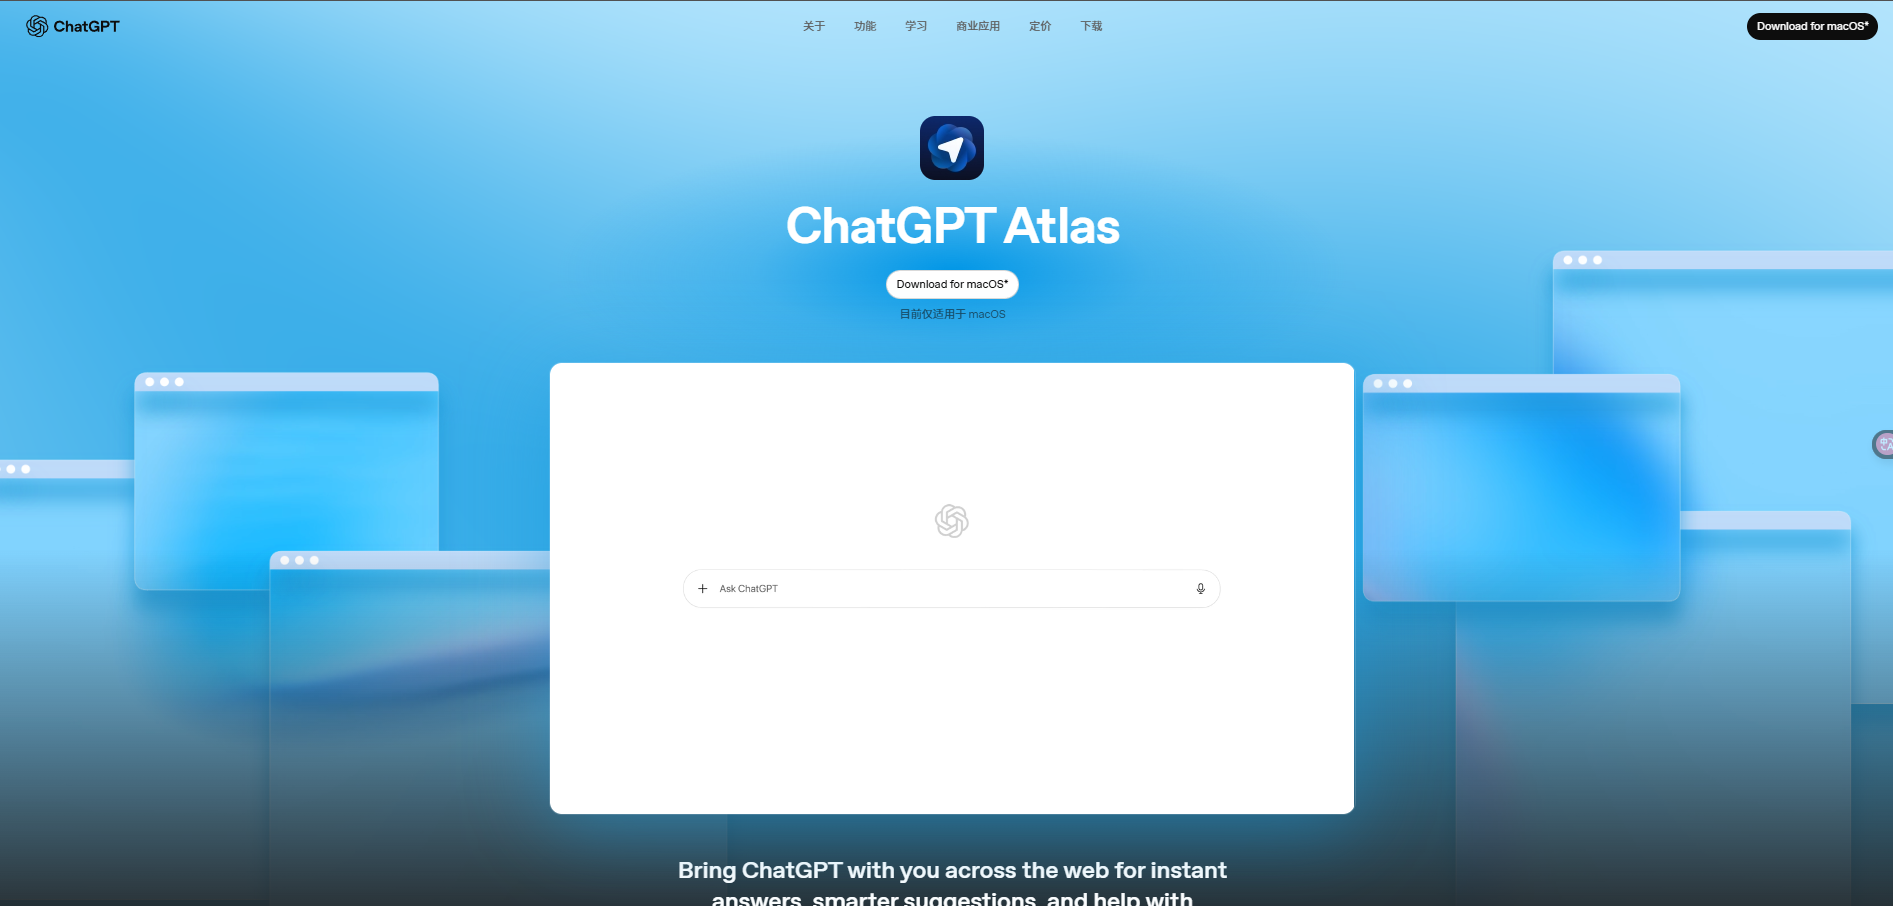 ChatGPT
关于 功能 学习 商业应用 定价 下载
Download for macOS*
ChatGPT Atlas
Download for macOS*
目前仅适用于 macOS
Ask ChatGPT
Bring ChatGPT with you across the web for instant
answers, smarter suggestions, and help with